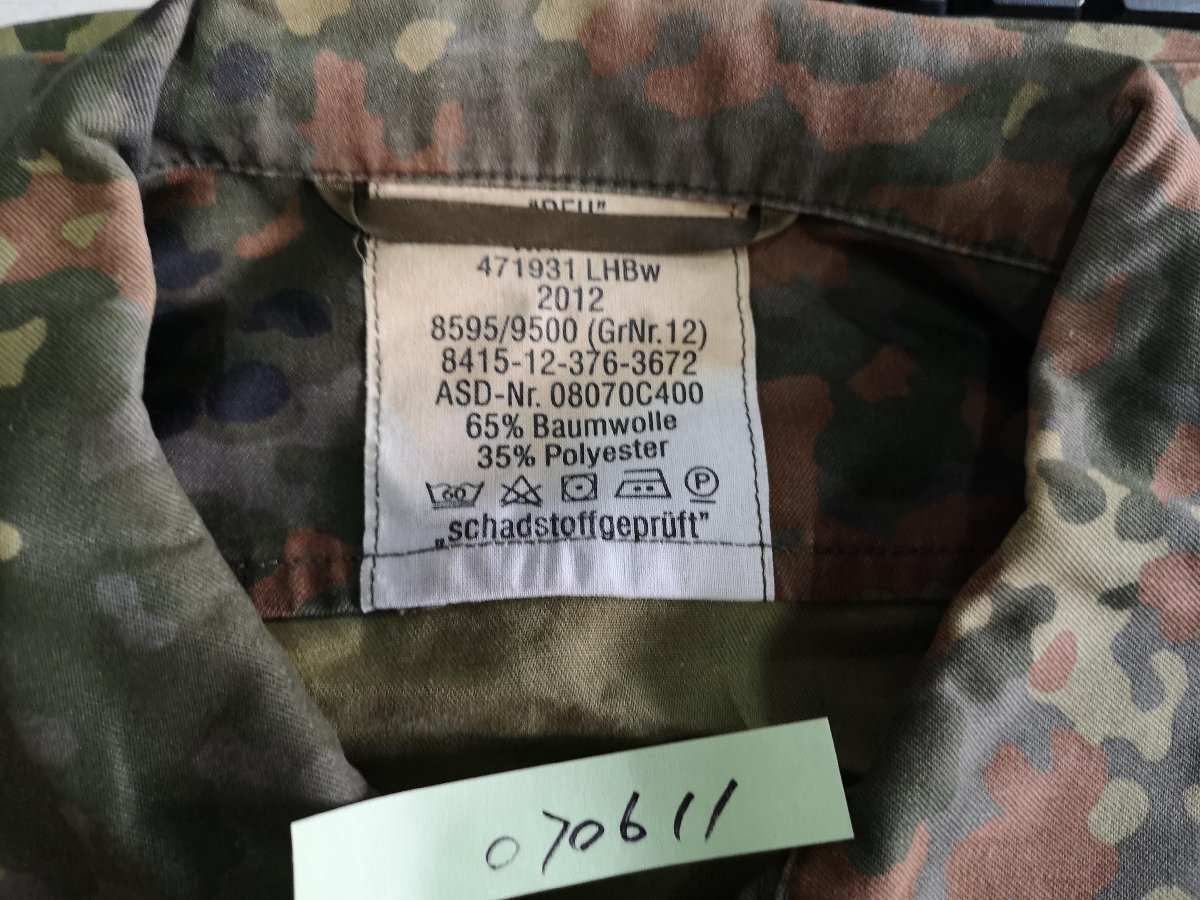 471931 LHBw
2012
8595/9500 (GrNr.12)
8415-12-376-3672
ASD-Nr. 08070C400
65% Baumwolle
35% Polyester
60 P
„schadstoffgeprüft”
070611